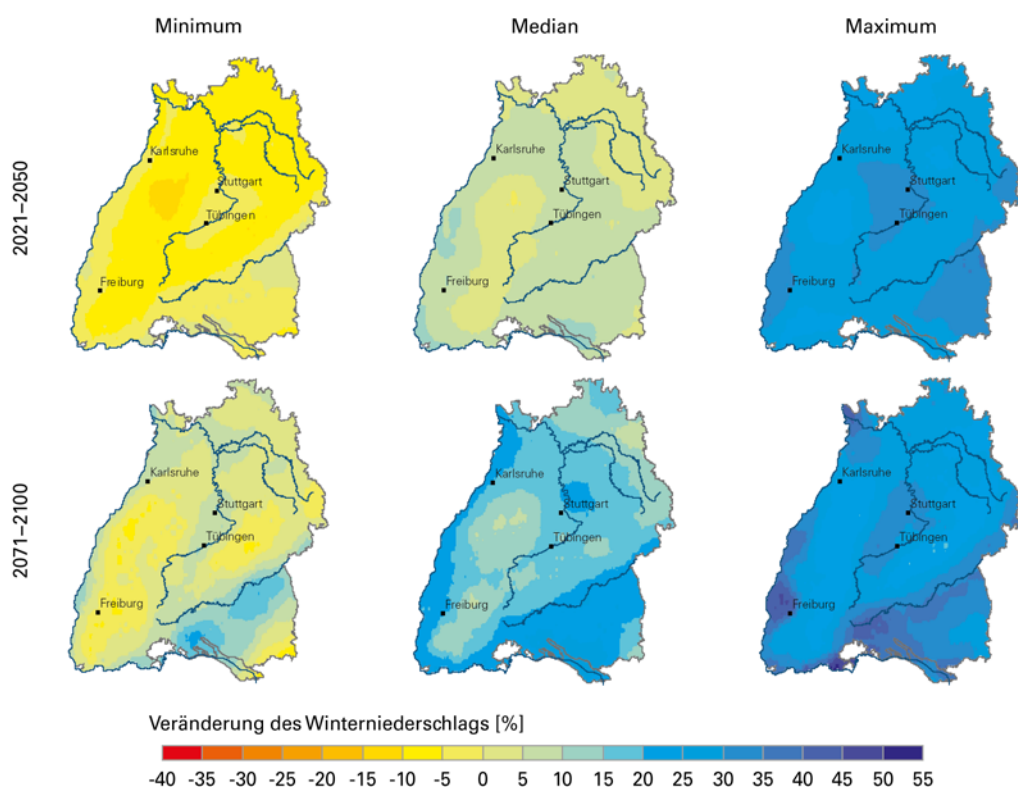 Minimum Median Maximum
2021–2050
Karlsruhe
Stuttgart
Tübingen
Freiburg
Karlsruhe
Stuttgart
Tübingen
Freiburg
Karlsruhe
Stuttgart
Tübingen
Freiburg
2071–2100
Karlsruhe
Stuttgart
Tübingen
Freiburg
Karlsruhe
Stuttgart
Tübingen
Freiburg
Karlsruhe
Stuttgart
Tübingen
Freiburg
Veränderung des Winterniederschlags [%]
-40 -35 -30 -25 -20 -15 -10 -5 0 5 10 15 20 25 30 35 40 45 50 55